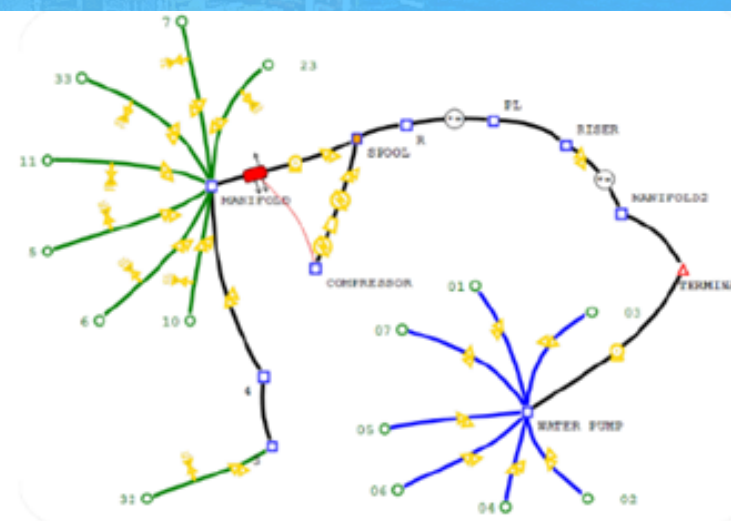 7
23
33
PL
RISER
R
SPOOL
11
MANIFOLD
MANIFOLD2
5
COMPRESSOR
TERMINA
01
03
6
10
07
4
05
WATER PUMP
3
06
02
04